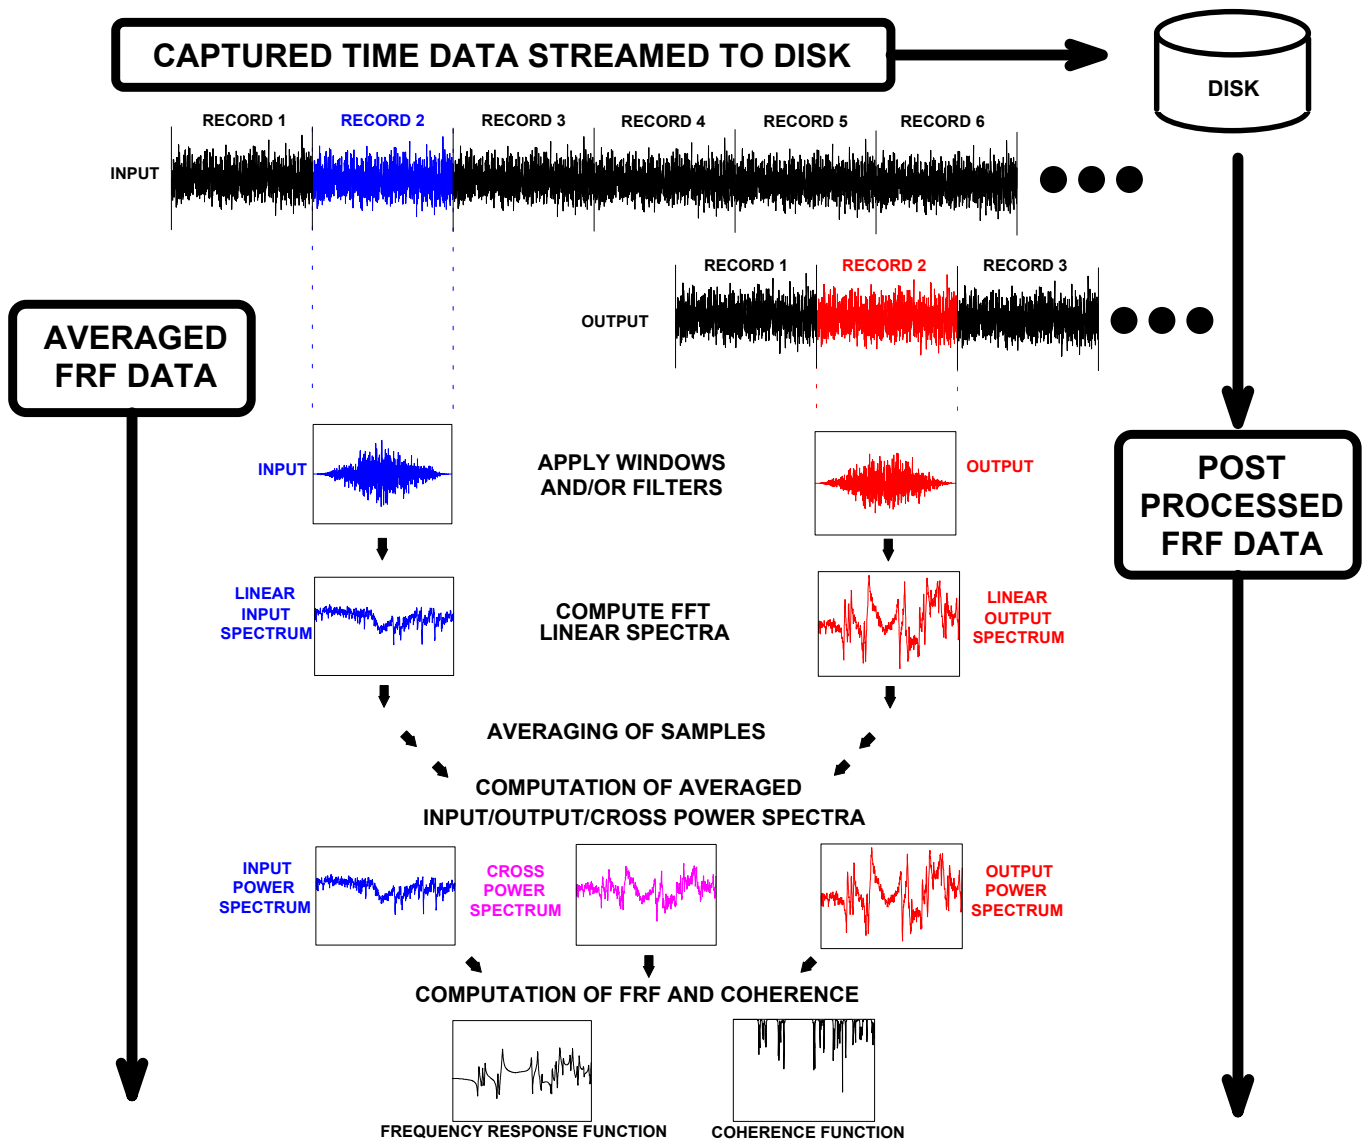 CAPTURED TIME DATA STREAMED TO DISK
DISK
RECORD 1
RECORD 2
RECORD 3
RECORD 4
RECORD 5
RECORD 6
INPUT
RECORD 1
RECORD 2
RECORD 3
OUTPUT
AVERAGED
FRF DATA
POST
PROCESSED
FRF DATA
INPUT
APPLY WINDOWS
AND/OR FILTERS
OUTPUT
LINEAR
INPUT
SPECTRUM
COMPUTE FFT
LINEAR SPECTRA
LINEAR
OUTPUT
SPECTRUM
AVERAGING OF SAMPLES
COMPUTATION OF AVERAGED
INPUT/OUTPUT/CROSS POWER SPECTRA
INPUT
POWER
SPECTRUM
CROSS
POWER
SPECTRUM
OUTPUT
POWER
SPECTRUM
COMPUTATION OF FRF AND COHERENCE
FREQUENCY RESPONSE FUNCTION
COHERENCE FUNCTION